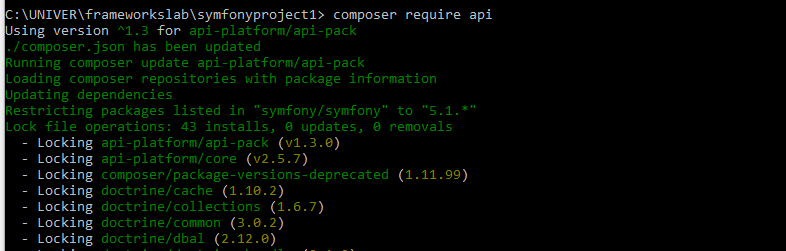 C:\UNIVER\frameworkslab\symfonyproject1> composer require api
Using version ^1.3 for api-platform/api-pack
./composer.json has been updated
Running composer update api-platform/api-pack
Loading composer repositories with package information
Updating dependencies
Restricting packages listed in "symfony/symfony" to "5.1.*"
Lock file operations: 43 installs, 0 updates, 0 removals
- Locking api-platform/api-pack (v1.3.0)
- Locking api-platform/core (v2.5.7)
- Locking composer/package-versions-deprecated (1.11.99)
- Locking doctrine/cache (1.10.2)
- Locking doctrine/collections (1.6.7)
- Locking doctrine/common (3.0.2)
- Locking doctrine/dbal (2.12.0)